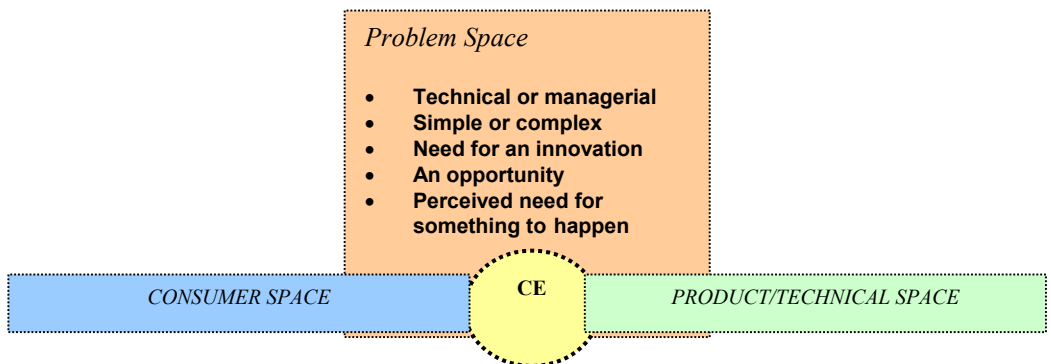 Problem Space
• Technical or managerial
• Simple or complex
• Need for an innovation
• An opportunity
• Perceived need for
something to happen
CONSUMER SPACE
CE
PRODUCT/TECHNICAL SPACE